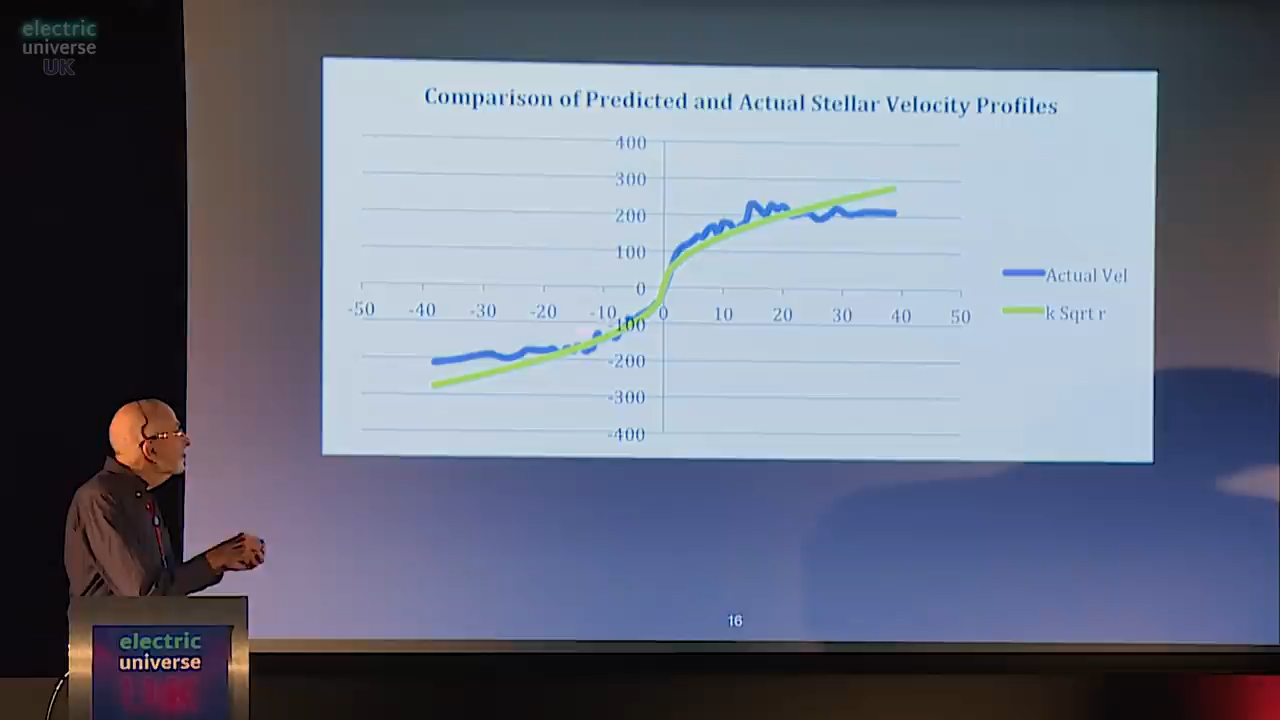 electric
universe
UK
Comparison of Predicted and Actual Stellar Velocity Profiles
400
300
200
100
0
-50 -40 -30 -20 -10 0 10 20 30 40 50
-100
-200
-300
-400
Actual Vel
k Sqrt r
16
electric
universe
UK